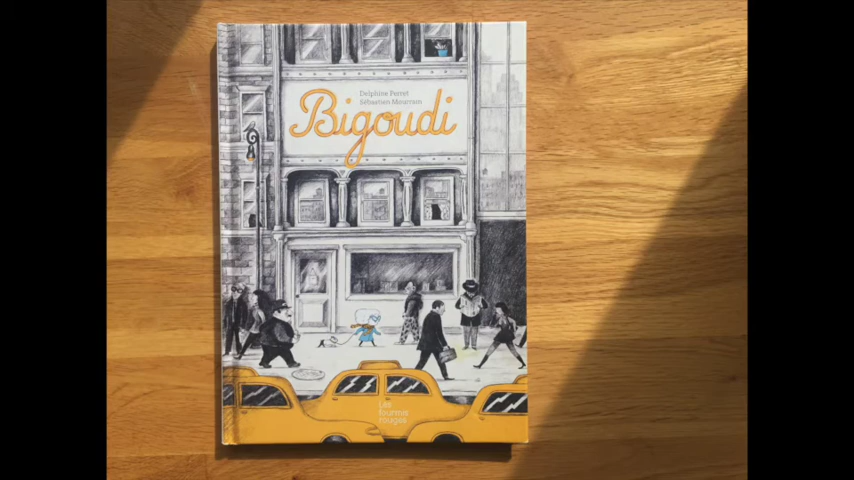 Delphine Perret
Sébastien Mourrain
Bigoudi
Les
fourmis
rouges